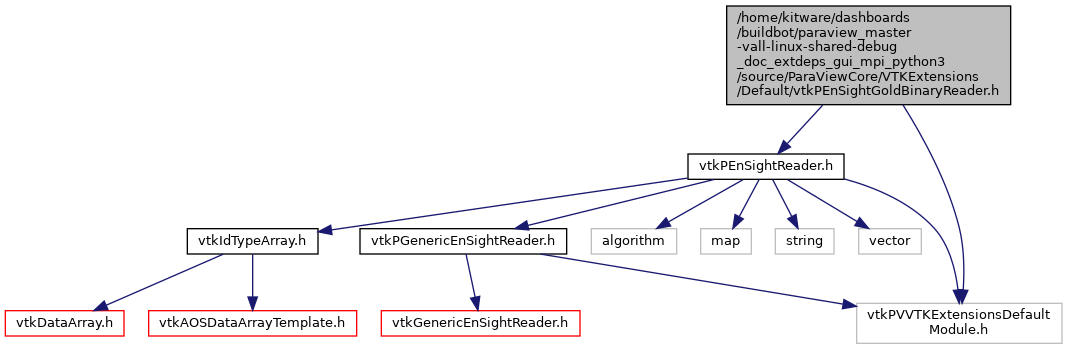 /home/kitware/dashboards
/buildbot/paraview_master
-vall-linux-shared-debug
_doc_extdeps_gui_mpi_python3
/source/ParaViewCore/VTKExtensions
/Default/vtkPEnSightGoldBinaryReader.h
vtkPEnSightReader.h
vtkIdTypeArray.h
vtkPGenericEnSightReader.h
algorithm
map
string
vector
vtkDataArray.h
vtkAOSDataArrayTemplate.h
vtkGenericEnSightReader.h
vtkPVVTKExtensionsDefault
Module.h